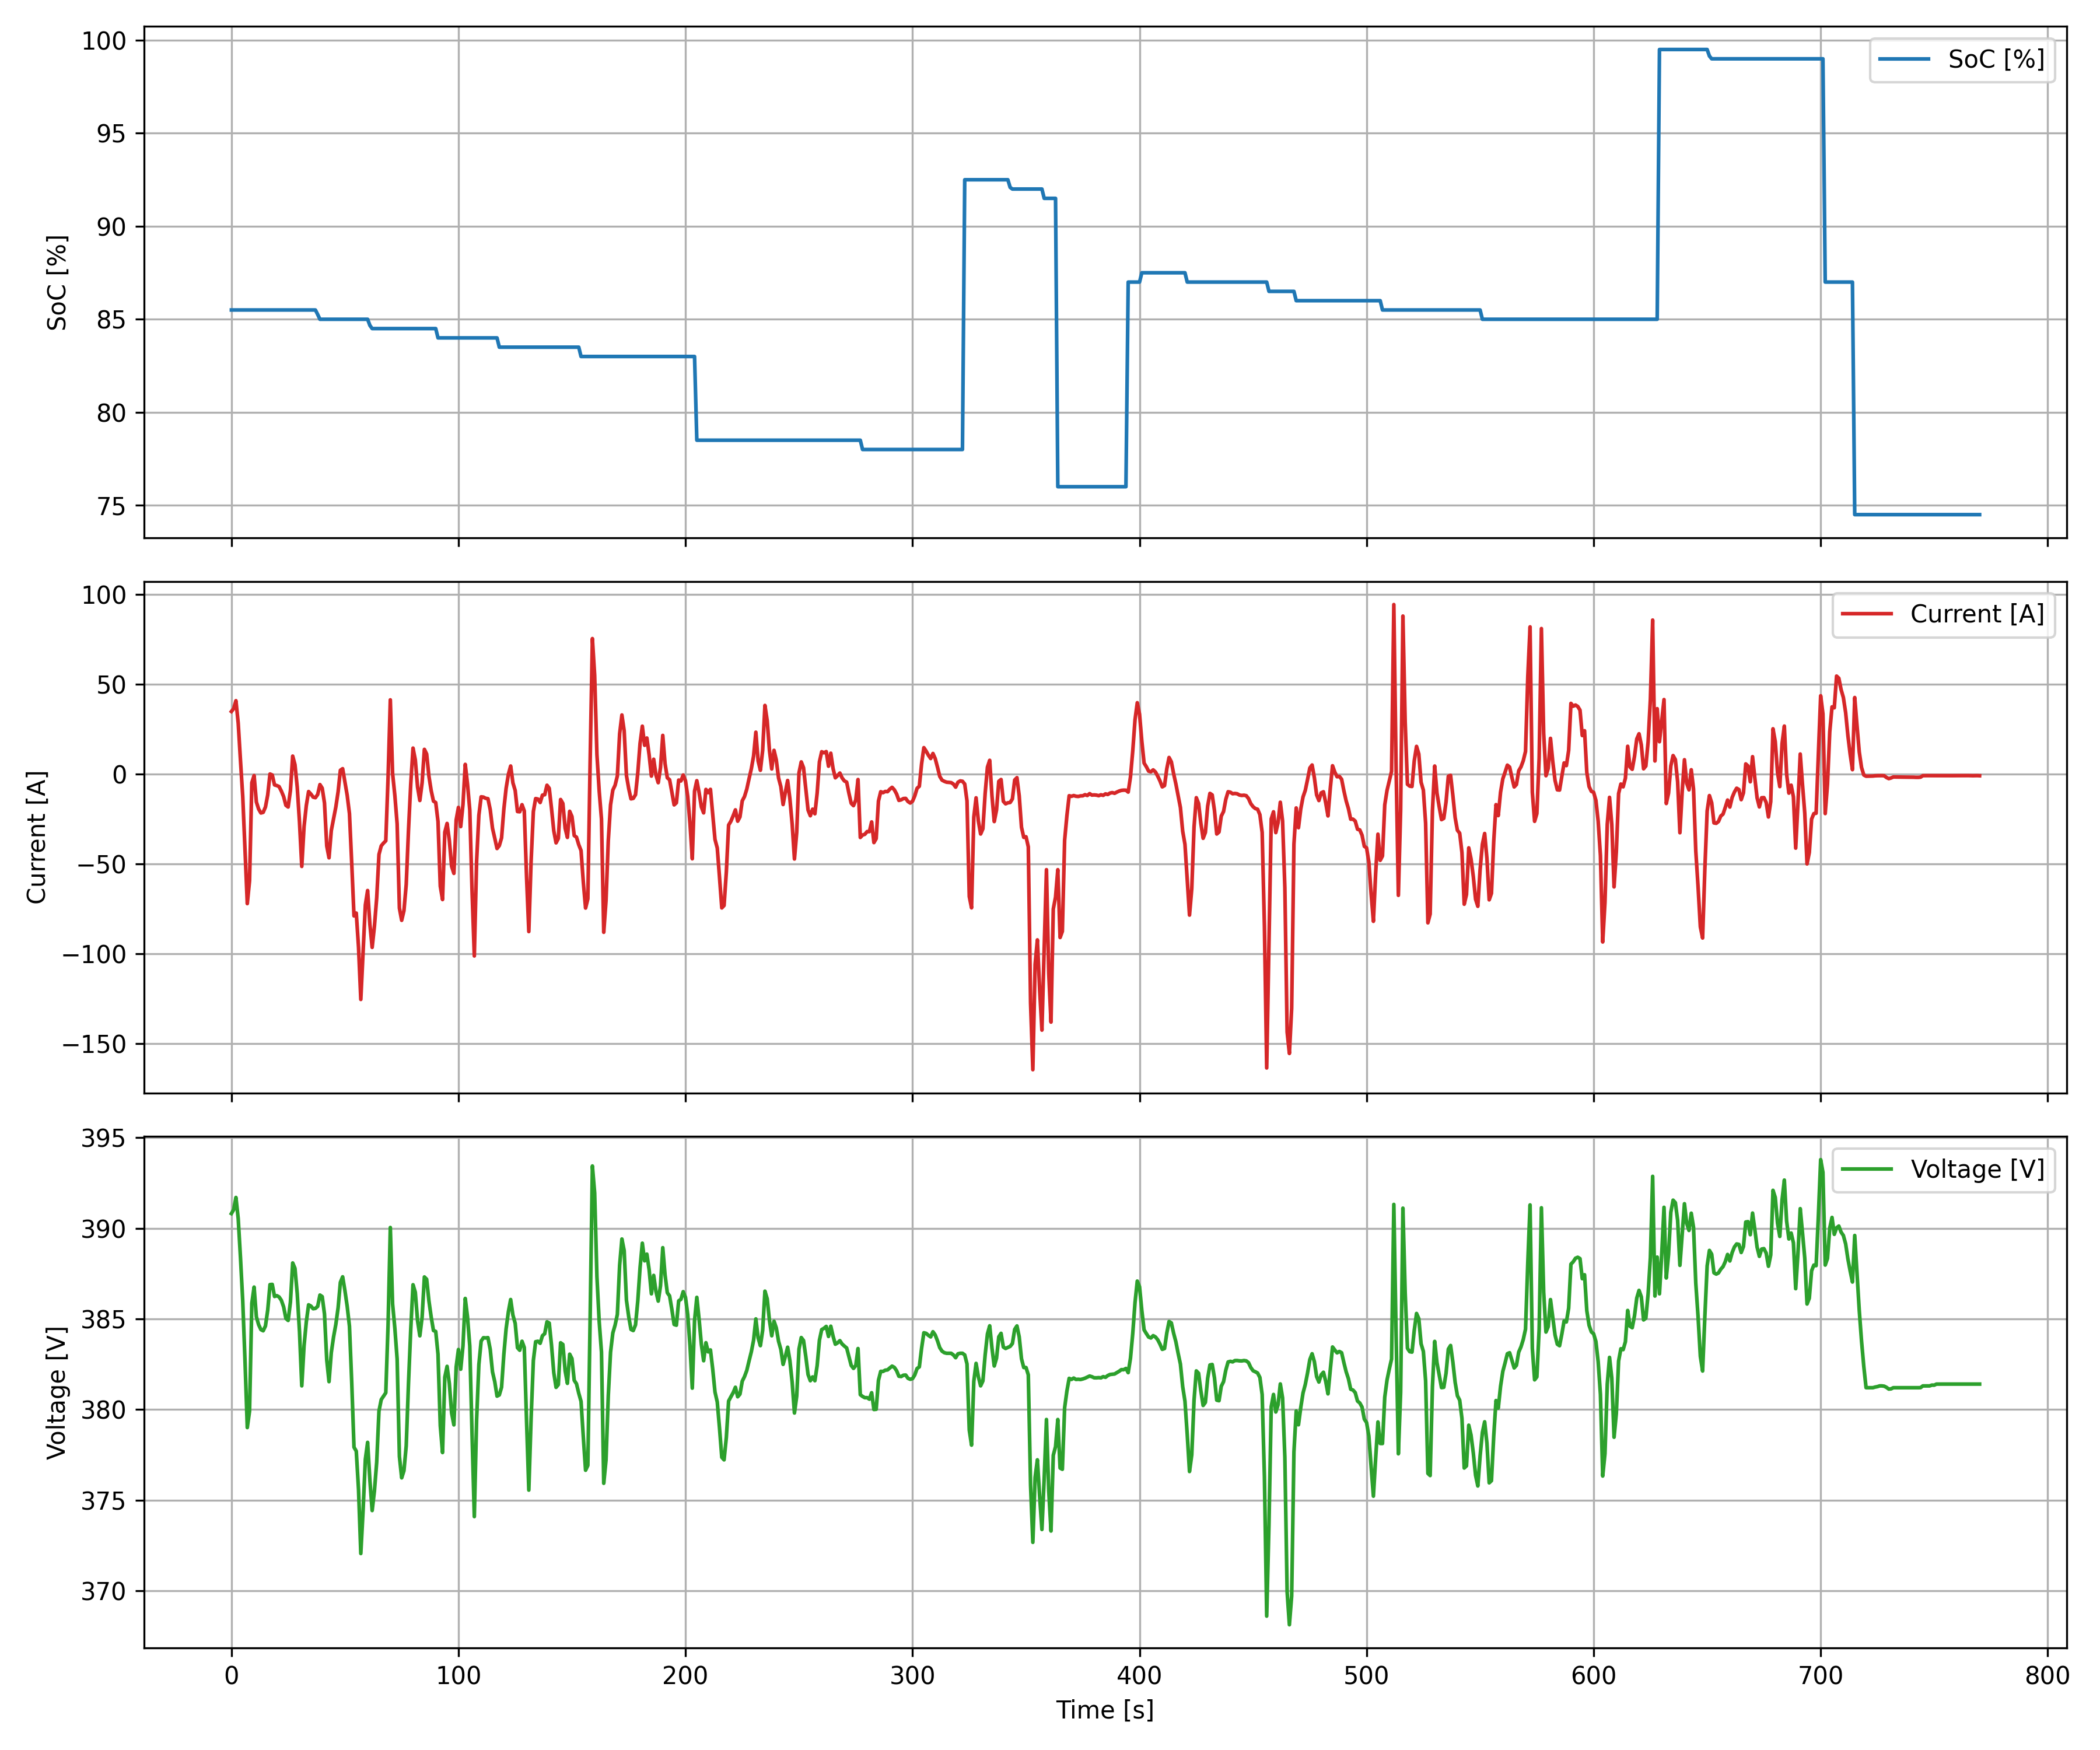 100
95
90
85
80
75
SoC [%]
SoC [%]
100
50
0
−50
−100
−150
Current [A]
Current [A]
395
390
385
380
375
370
Voltage [V]
Voltage [V]
0 100 200 300 400 500 600 700 800
Time [s]